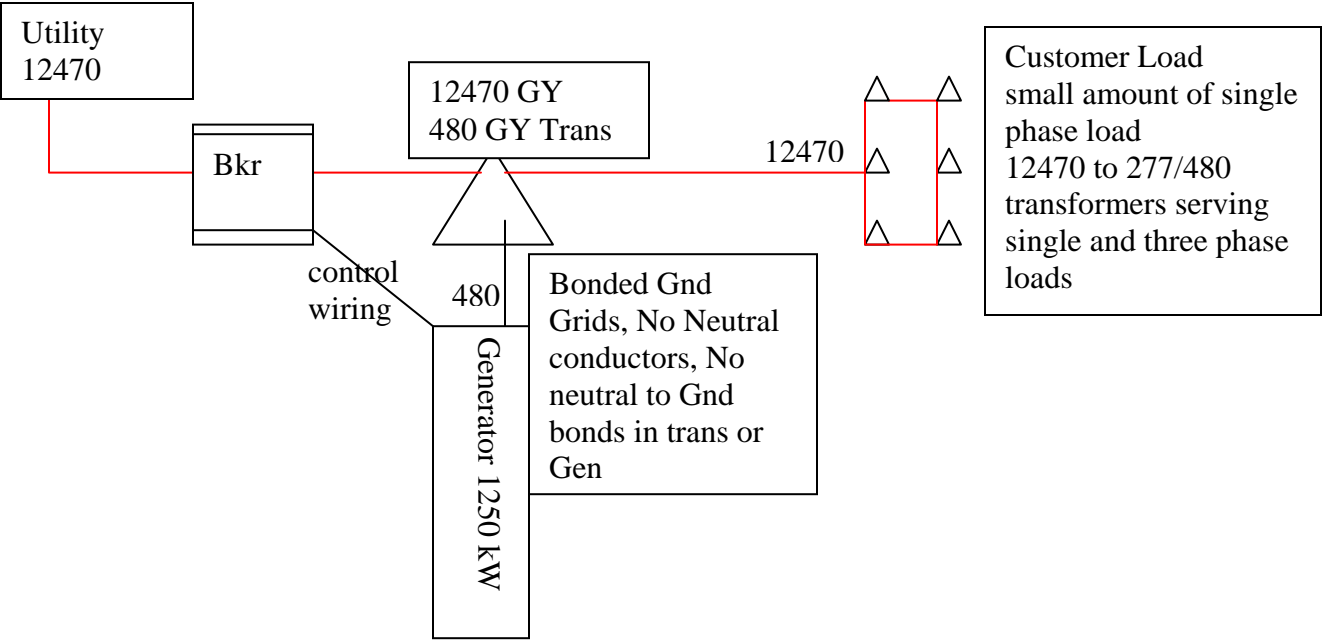 Utility
12470
Bkr
12470 GY
480 GY Trans
12470
Customer Load
small amount of single
phase load
12470 to 277/480
transformers serving
single and three phase
loads
control
wiring
480
Bonded Gnd
Grids, No Neutral
conductors, No
neutral to Gnd
bonds in trans or
Gen
Generator 1250 kW